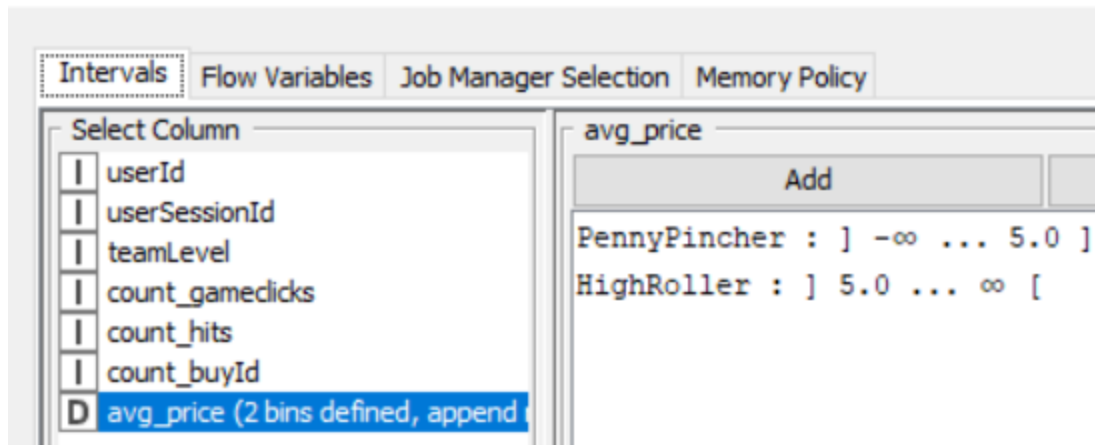 Intervals Flow Variables Job Manager Selection Memory Policy
Select Column
I userId
I userSessionId
I teamLevel
I count_gameclicks
I count_hits
I count_buyId
D avg_price (2 bins defined, append
avg_price
Add
PennyPincher : ] -∞ ... 5.0 ]
HighRoller : ] 5.0 ... ∞ [